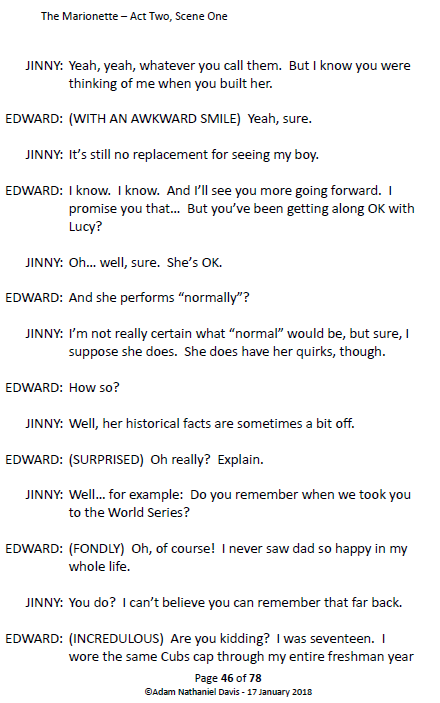 The Marionette – Act Two, Scene One
JINNY: Yeah, yeah, whatever you call them.  But I know you were
thinking of me when you built her.
EDWARD: (WITH AN AWKWARD SMILE)  Yeah, sure.
JINNY: It’s still no replacement for seeing my boy.
EDWARD: I know.  I know.  And I’ll see you more going forward.  I
promise you that...  But you’ve been getting along OK with
Lucy?
JINNY: Oh... well, sure.  She’s OK.
EDWARD: And she performs “normally”?
JINNY: I’m not really certain what “normal” would be, but sure, I
suppose she does.  She does have her quirks, though.
EDWARD: How so?
JINNY: Well, her historical facts are sometimes a bit off.
EDWARD: (SURPRISED)  Oh really?  Explain.
JINNY: Well... for example:  Do you remember when we took you
to the World Series?
EDWARD: (FONDLY)  Oh, of course!  I never saw dad so happy in my
whole life.
JINNY: You do?  I can’t believe you can remember that far back.
EDWARD: (INCREDULOUS)  Are you kidding?  I was seventeen.  I
wore the same Cubs cap through my entire freshman year
Page 46 of 78
©Adam Nathaniel Davis - 17 January 2018